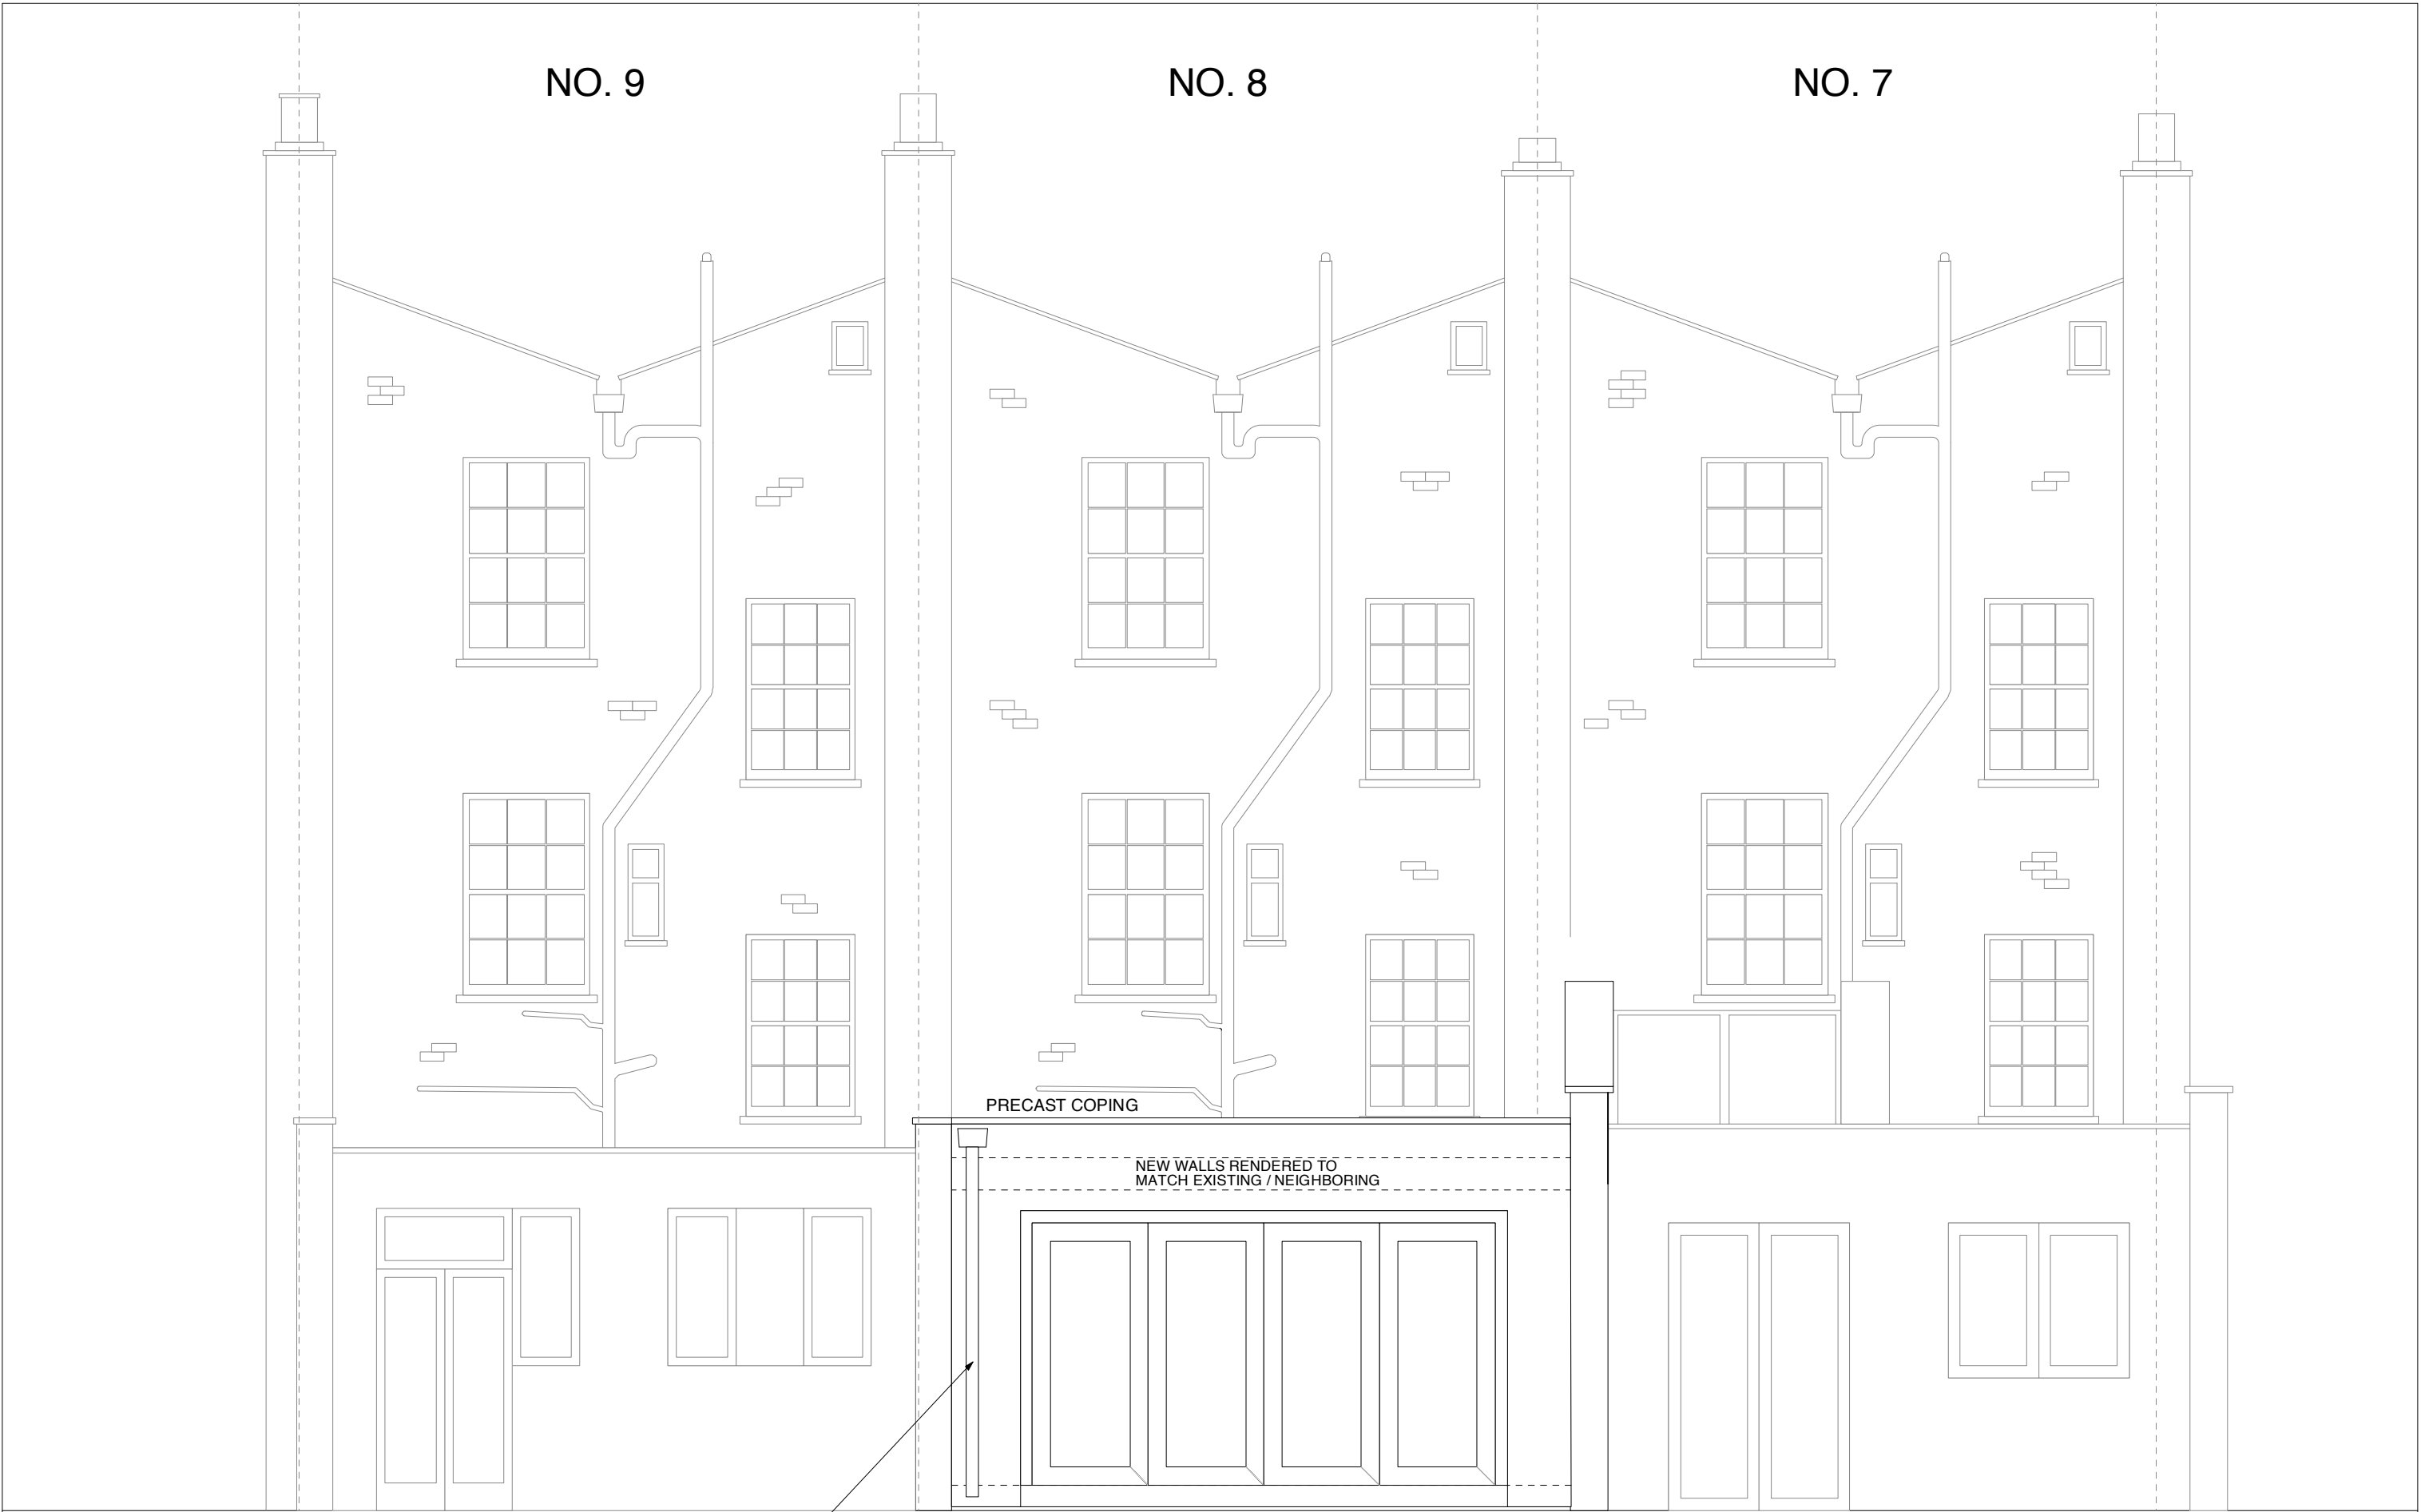 NO. 9
NO. 8
NO. 7
PRECAST COPING
NEW WALLS RENDERED TO
MATCH EXISTING / NEIGHBORING